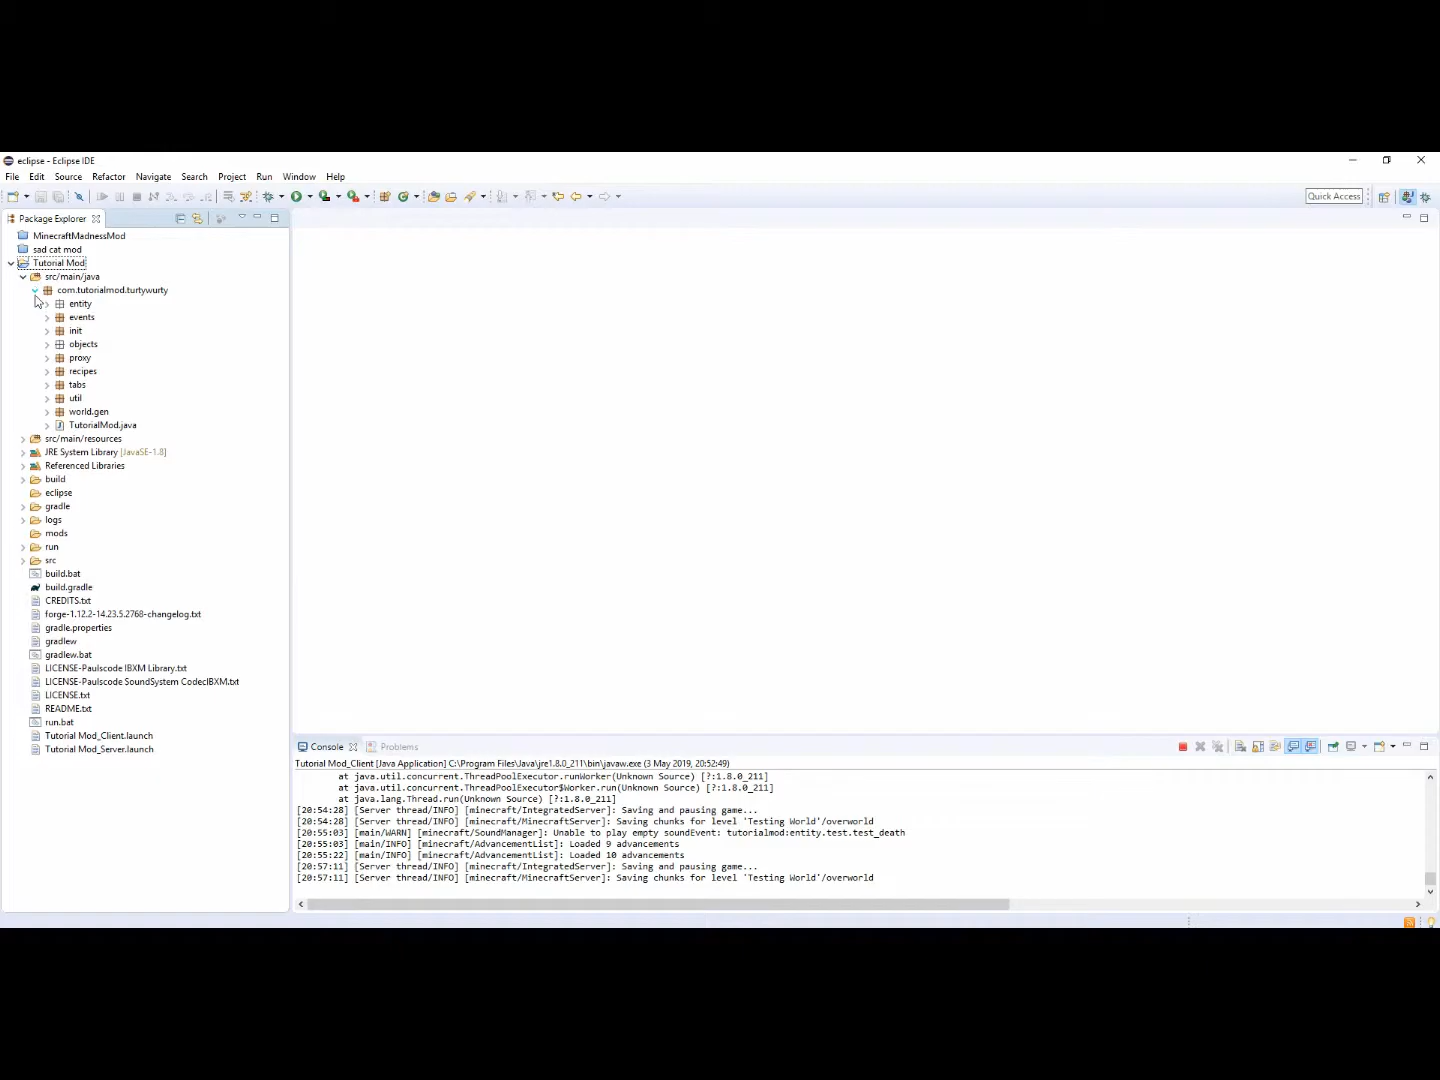 eclipse - Eclipse IDE
File Edit Source Refactor Navigate Search Project Run Window Help
Quick Access
Package Explorer
MinecraftMadnessMod
sad cat mod
Tutorial Mod
src/main/java
com.tutorialmod.turtywurty
entity
events
init
objects
proxy
recipes
tabs
util
world.gen
TutorialMod.java
src/main/resources
JRE System Library [JavaSE-1.8]
Referenced Libraries
build
eclipse
gradle
logs
mods
run
src
build.bat
build.gradle
CREDITS.txt
forge-1.12.2-14.23.5.2768-changelog.txt
gradle.properties
gradlew
gradlew.bat
LICENSE-Paulscode IBXM Library.txt
LICENSE-Paulscode SoundSystem CodecIBXM.txt
LICENSE.txt
README.txt
run.bat
Tutorial Mod_Client.launch
Tutorial Mod_Server.launch
Console Problems
Tutorial Mod_Client [Java Application] C:\Program Files\Java\jre1.8.0_211\bin\javaw.exe (3 May 2019, 20:52:49)
at java.util.concurrent.ThreadPoolExecutor.runWorker(Unknown Source) [?:1.8.0_211]
at java.util.concurrent.ThreadPoolExecutor$Worker.run(Unknown Source) [?:1.8.0_211]
at java.lang.Thread.run(Unknown Source) [?:1.8.0_211]
[20:54:28] [Server thread/INFO] [minecraft/IntegratedServer]: Saving and pausing game...
[20:54:28] [Server thread/INFO] [minecraft/MinecraftServer]: Saving chunks for level 'Testing World'/overworld
[20:55:03] [main/WARN] [minecraft/SoundManager]: Unable to play empty soundEvent: tutorialmod:entity.test.test_death
[20:55:03] [main/INFO] [minecraft/AdvancementList]: Loaded 9 advancements
[20:55:22] [main/INFO] [minecraft/AdvancementList]: Loaded 10 advancements
[20:57:11] [Server thread/INFO] [minecraft/IntegratedServer]: Saving and pausing game...
[20:57:11] [Server thread/INFO] [minecraft/MinecraftServer]: Saving chunks for level 'Testing World'/overworld